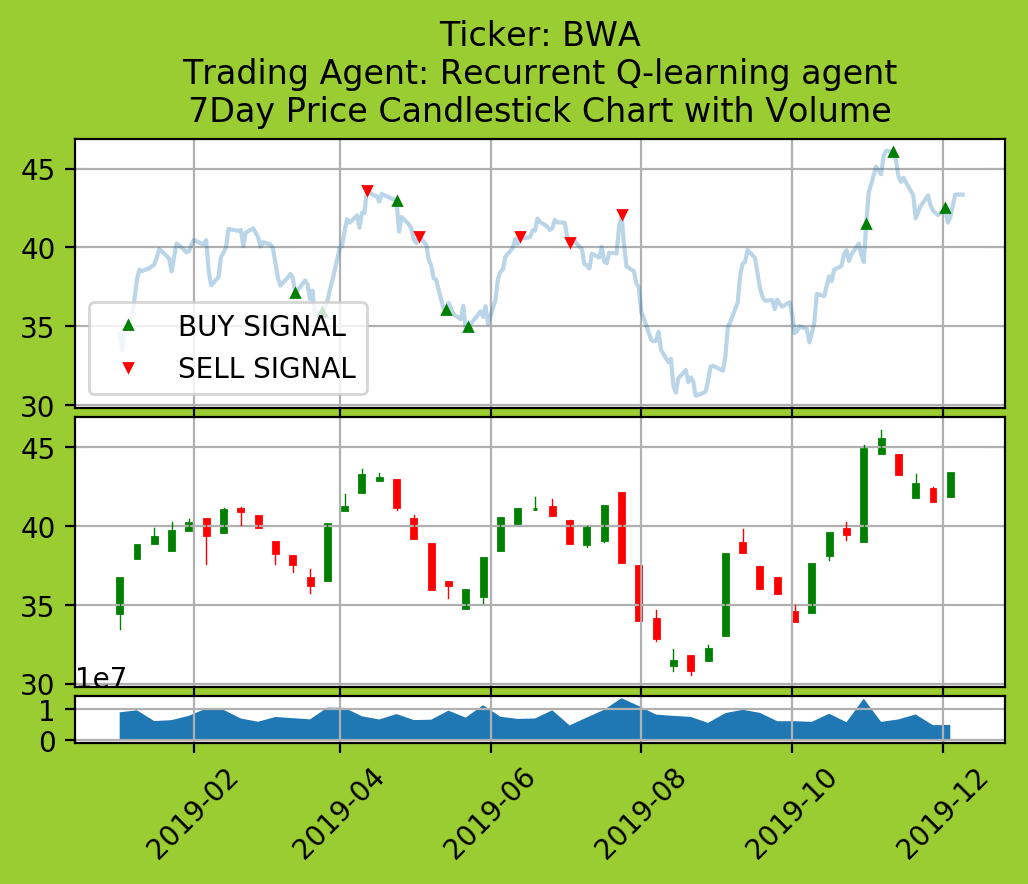 Ticker: BWA
Trading Agent: Recurrent Q-learning agent
7Day Price Candlestick Chart with Volume
45
40
35
30
BUY SIGNAL
SELL SIGNAL
45
40
35
30
1e7
1
0
2019-02
2019-04
2019-06
2019-08
2019-10
2019-12